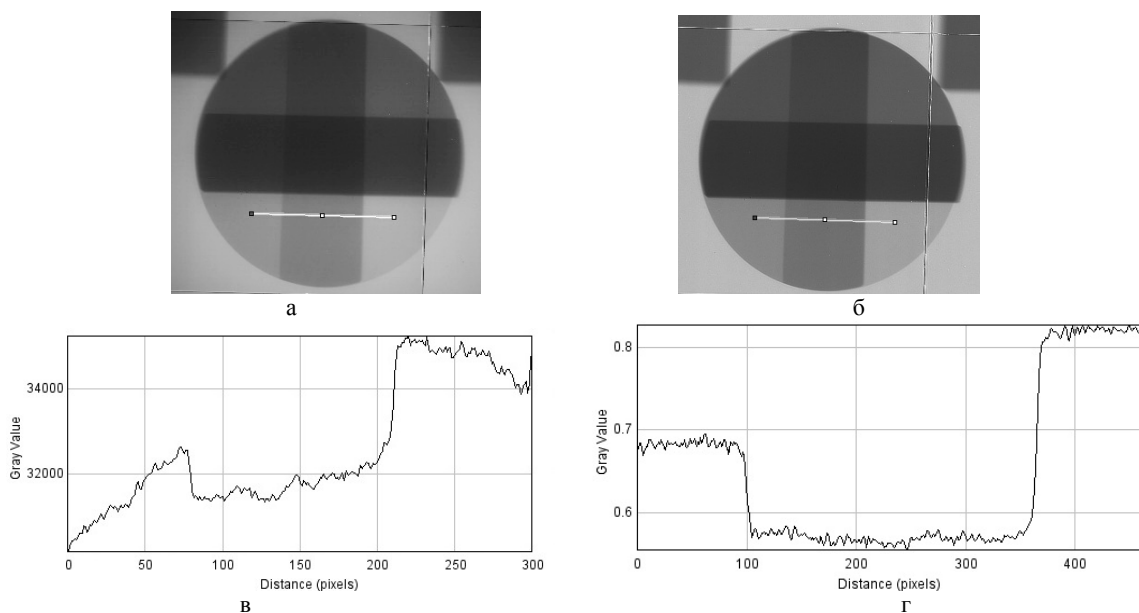 а
б
34000
32000
Gray Value
0 50 100 150 200 250 300
Distance (pixels)
в
0.8
0.7
0.6
Gray Value
0 100 200 300 400
Distance (pixels)
г